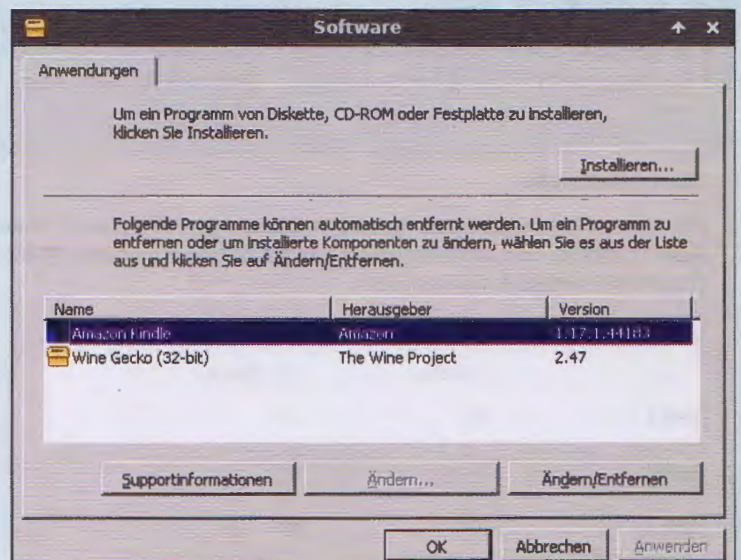 Software
Anwendungen
Um ein Programm von Diskette, CD-ROM oder Festplatte zu installieren,
klicken Sie Installieren.
Installieren...
Folgende Programme können automatisch entfernt werden. Um ein Programm zu
entfernen oder um installierte Komponenten zu ändern, wählen Sie es aus der Liste
aus und klicken Sie auf Ändern/Entfernen.
Name Herausgeber Version
Amazon Kindle Amazon 1.17.1.44183
Wine Gecko (32-bit) The Wine Project 2.47
Supportinformationen Ändern... Ändern/Entfernen
OK Abbrechen Anwenden